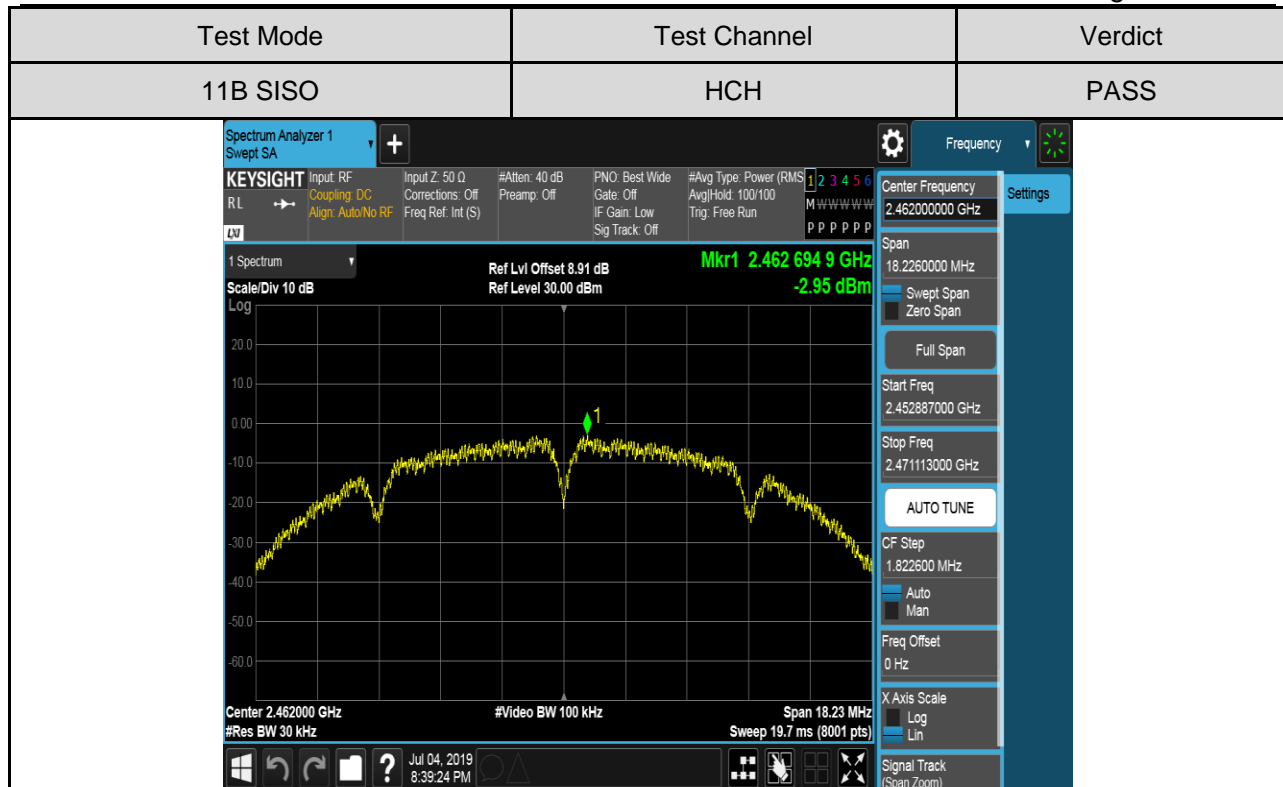 Test Mode Test Channel Verdict
11B SISO HCH PASS
Spectrum Analyzer 1
Swept SA
+
Frequency
KEYSIGHT
RL
LXI
Input: RF
Coupling: DC
Align: Auto/No RF
Input Z: 50 Ω
Corrections: Off
Freq Ref: Int (S)
#Atten: 40 dB
Preamp: Off
PNO: Best Wide
Gate: Off
IF Gain: Low
Sig Track: Off
#Avg Type: Power (RMS
Avg|Hold: 100/100
Trig: Free Run
1 2 3 4 5 6
M W W W W W
P P P P P P
1 Spectrum
Scale/Div 10 dB
Ref Lvl Offset 8.91 dB
Ref Level 30.00 dBm
Mkr1 2.462 694 9 GHz
-2.95 dBm
Log
20.0
10.0
0.00
-10.0
-20.0
-30.0
-40.0
-50.0
-60.0
1
Center 2.462000 GHz
#Res BW 30 kHz
#Video BW 100 kHz
Span 18.23 MHz
Sweep 19.7 ms (8001 pts)
Center Frequency
2.462000000 GHz
Settings
Span
18.2260000 MHz
Swept Span
Zero Span
Full Span
Start Freq
2.452887000 GHz
Stop Freq
2.471113000 GHz
AUTO TUNE
CF Step
1.822600 MHz
Auto
Man
Freq Offset
0 Hz
X Axis Scale
Log
Lin
Signal Track
(Span Zoom)
?
Jul 04, 2019
8:39:24 PM